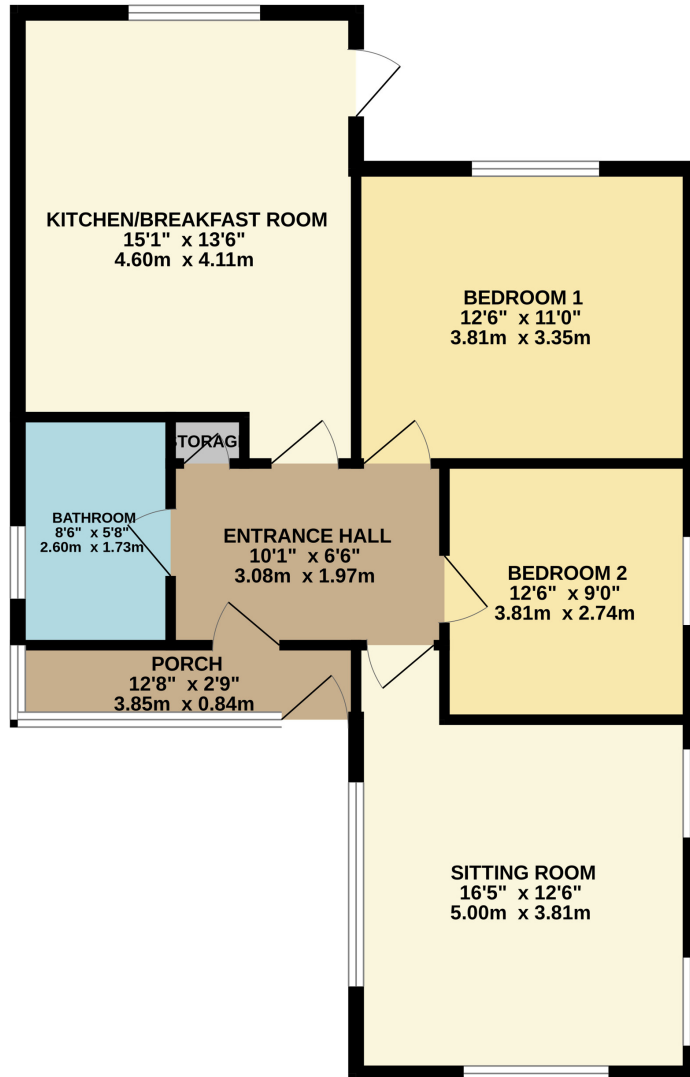 KITCHEN/BREAKFAST ROOM
15'1" x 13'6"
4.60m x 4.11m
BEDROOM 1
12'6" x 11'0"
3.81m x 3.35m
STORAGE
BATHROOM
8'6" x 5'8"
2.60m x 1.73m
ENTRANCE HALL
10'1" x 6'6"
3.08m x 1.97m
BEDROOM 2
12'6" x 9'0"
3.81m x 2.74m
PORCH
12'8" x 2'9"
3.85m x 0.84m
SITTING ROOM
16'5" x 12'6"
5.00m x 3.81m